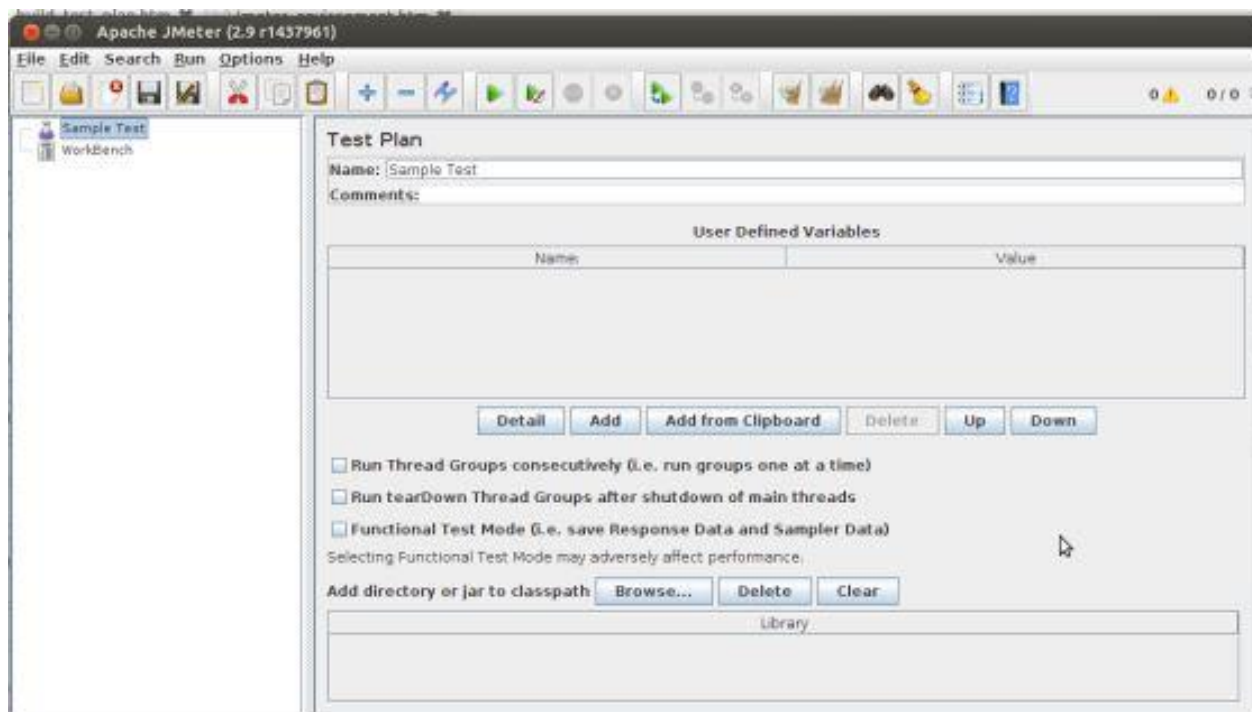 Apache JMeter (2.9 r1437961)
File Edit Search Run Options Help
0 0/0
Sample Test
WorkBench
Test Plan
Name: Sample Test
Comments:
User Defined Variables
Name: Value
Detail Add Add from Clipboard Delete Up Down
Run Thread Groups consecutively (i.e. run groups one at a time)
Run tearDown Thread Groups after shutdown of main threads
Functional Test Mode (i.e. save Response Data and Sampler Data)
Selecting Functional Test Mode may adversely affect performance.
Add directory or jar to classpath Browse... Delete Clear
Library